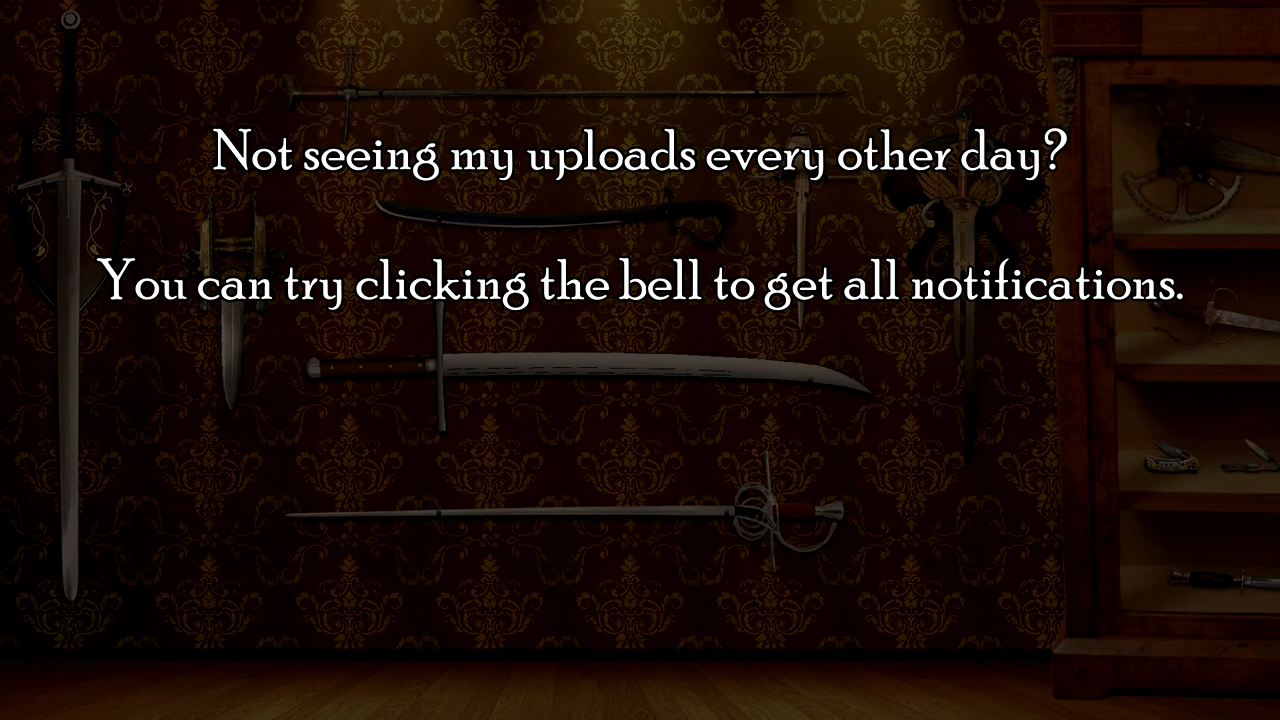 Not seeing my uploads every other day?
You can try clicking the bell to get all notifications.